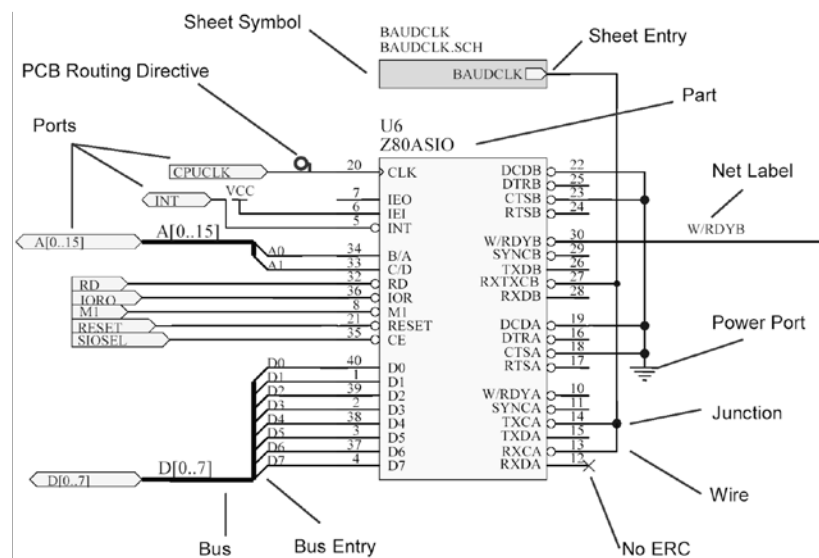 Sheet Symbol
BAUDCLK
BAUDCLK.SCH
Sheet Entry
BAUDCLK
PCB Routing Directive
Part
U6
Z80ASIO
Ports
CPUCLK 20 CLK DCDB 22
DTRB 25
Net Label
INT VCC 7 IEO CTSB 23
6 IEI RTSB 24
5 INT
W/RDYB
A[0..15] A[0..15] W/RDYB 30
A0 34 B/A SYNCB 29
A1 33 C/D TXDB 26
RD 32 RD RXTXCB 27
IORQ 36 IOR RXDB 28
M1 8 M1
RESET 21 RESET DCDA 19
SIOSEL 35 CE DTRA 16
Power Port
CTSA 18
D0 40 D0 RTSA 17
D1 1 D1
D2 39 D2 W/RDYA 10
D3 2 D3 SYNCA 11
Junction
D4 38 D4 TXCA 14
D5 3 D5 TXDA 15
D6 37 D6 RXCA 13
D7 4 D7 RXDA 12
D[0..7] D[0..7]
Wire
Bus
Bus Entry
No ERC